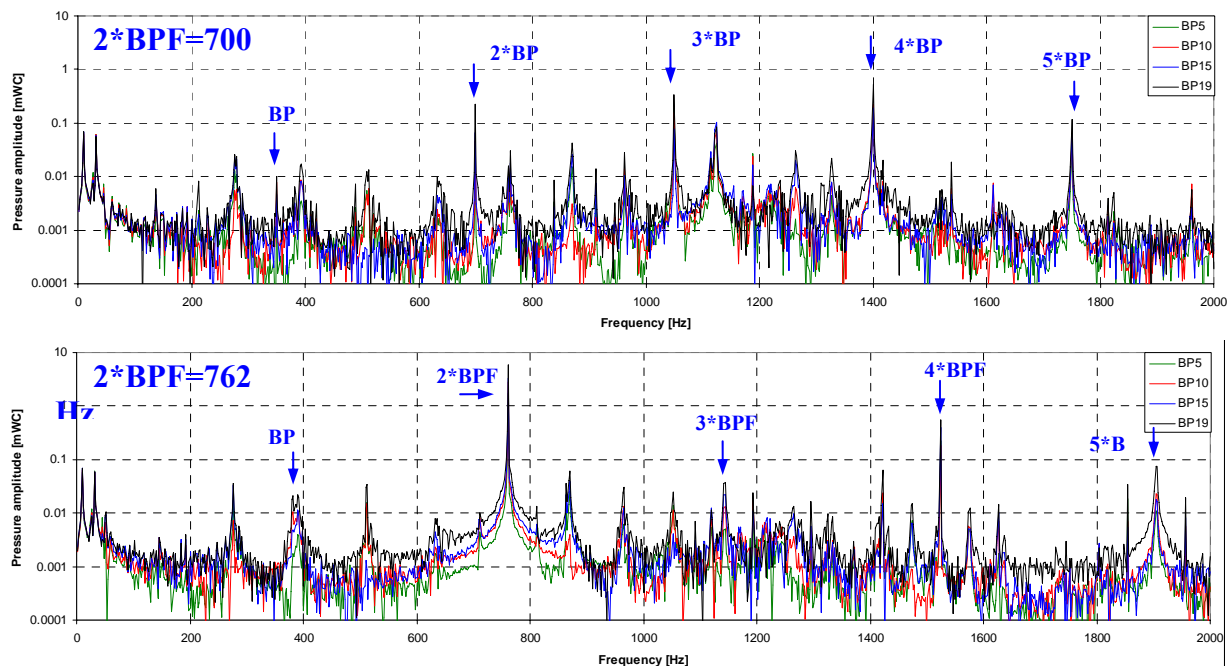 2*BPF=700
BP
2*BP
3*BP
4*BP
5*BP
BP5
BP10
BP15
BP19
Pressure amplitude [mWC]
10
1
0.1
0.01
0.001
0.0001
0 200 400 600 800 1000 1200 1400 1600 1800 2000
Frequency [Hz]
2*BPF=762
Hz
BP
2*BPF
3*BPF
4*BPF
5*B
BP5
BP10
BP15
BP19
Pressure amplitude [mWC]
10
1
0.1
0.01
0.001
0.0001
0 200 400 600 800 1000 1200 1400 1600 1800 2000
Frequency [Hz]